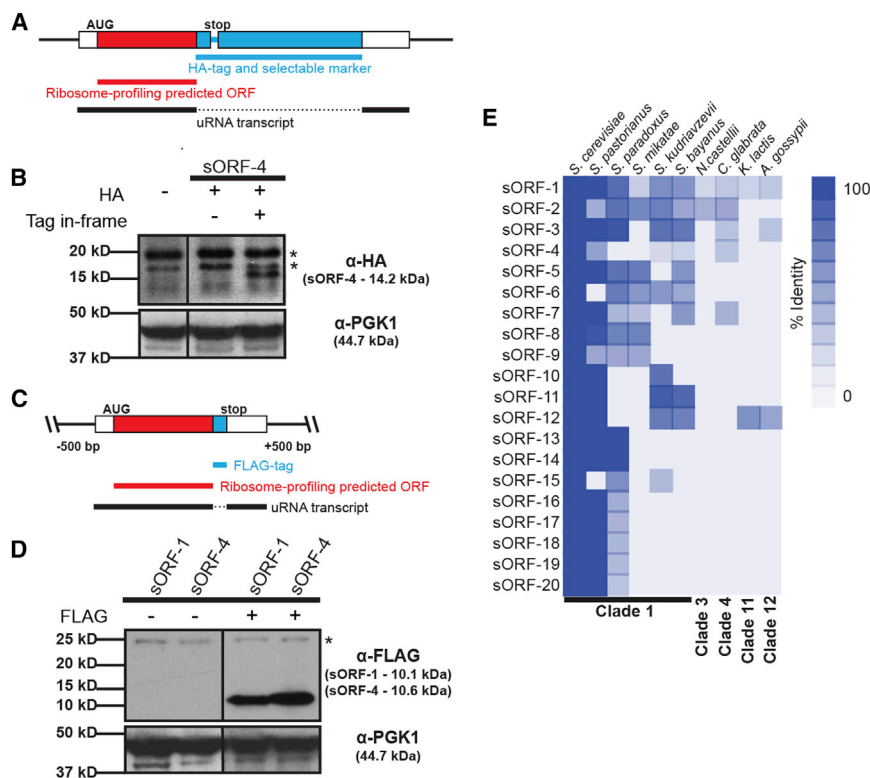 A
AUG
stop
HA-tag and selectable marker
Ribosome-profiling predicted ORF
uRNA transcript
B
sORF-4
HA - + +
Tag in-frame - +
20 kD
15 kD
*
*
α-HA
(sORF-4 - 14.2 kDa)
50 kD
37 kD
α-PGK1
(44.7 kDa)
C
AUG
stop
-500 bp
+500 bp
FLAG-tag
Ribosome-profiling predicted ORF
uRNA transcript
D
sORF-1 sORF-4 sORF-1 sORF-4
FLAG - - + +
25 kD
20 kD
15 kD
10 kD
*
α-FLAG
(sORF-1 - 10.1 kDa)
(sORF-4 - 10.6 kDa)
50 kD
37 kD
α-PGK1
(44.7 kDa)
E
S. cerevisiae
S. pastorianus
S. paradoxus
S. mikatae
S. kudriavzevii
S. bayanus
N.castellii
C. glabrata
K. lactis
A. gossypii
sORF-1
sORF-2
sORF-3
sORF-4
sORF-5
sORF-6
sORF-7
sORF-8
sORF-9
sORF-10
sORF-11
sORF-12
sORF-13
sORF-14
sORF-15
sORF-16
sORF-17
sORF-18
sORF-19
sORF-20
Clade 1
Clade 3
Clade 4
Clade 11
Clade 12
100
% Identity
0